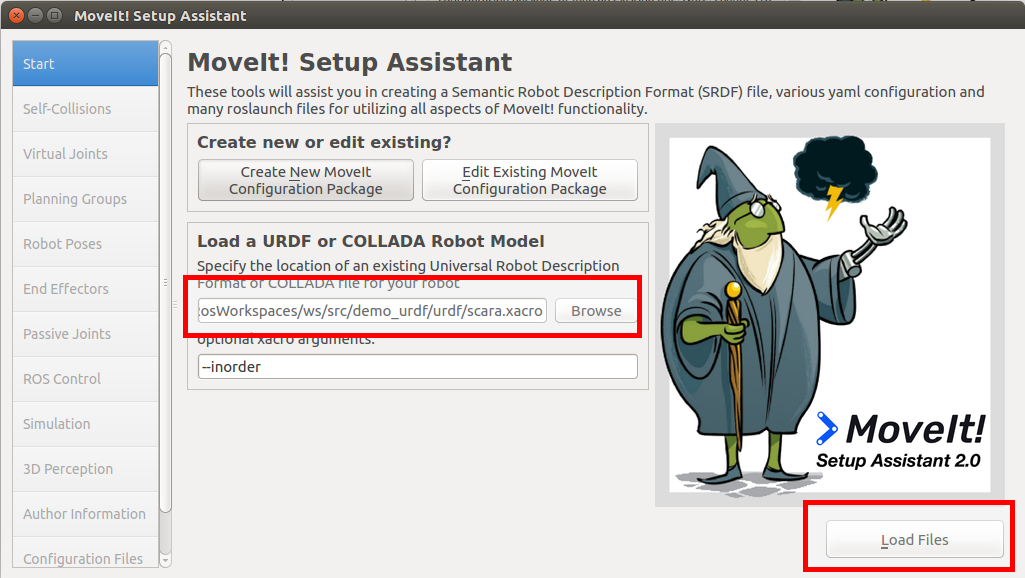 MoveIt! Setup Assistant
Start
Self-Collisions
Virtual Joints
Planning Groups
Robot Poses
End Effectors
Passive Joints
ROS Control
Simulation
3D Perception
Author Information
Configuration Files
MoveIt! Setup Assistant
These tools will assist you in creating a Semantic Robot Description Format (SRDF) file, various yaml configuration and
many roslaunch files for utilizing all aspects of MoveIt! functionality.
Create new or edit existing?
Create New MoveIt
Configuration Package
Edit Existing MoveIt
Configuration Package
Load a URDF or COLLADA Robot Model
Specify the location of an existing Universal Robot Description
Format or COLLADA file for your robot
osWorkspaces/ws/src/demo_urdf/urdf/scara.xacro
Browse
optional xacro arguments:
--inorder
MoveIt!
Setup Assistant 2.0
Load Files